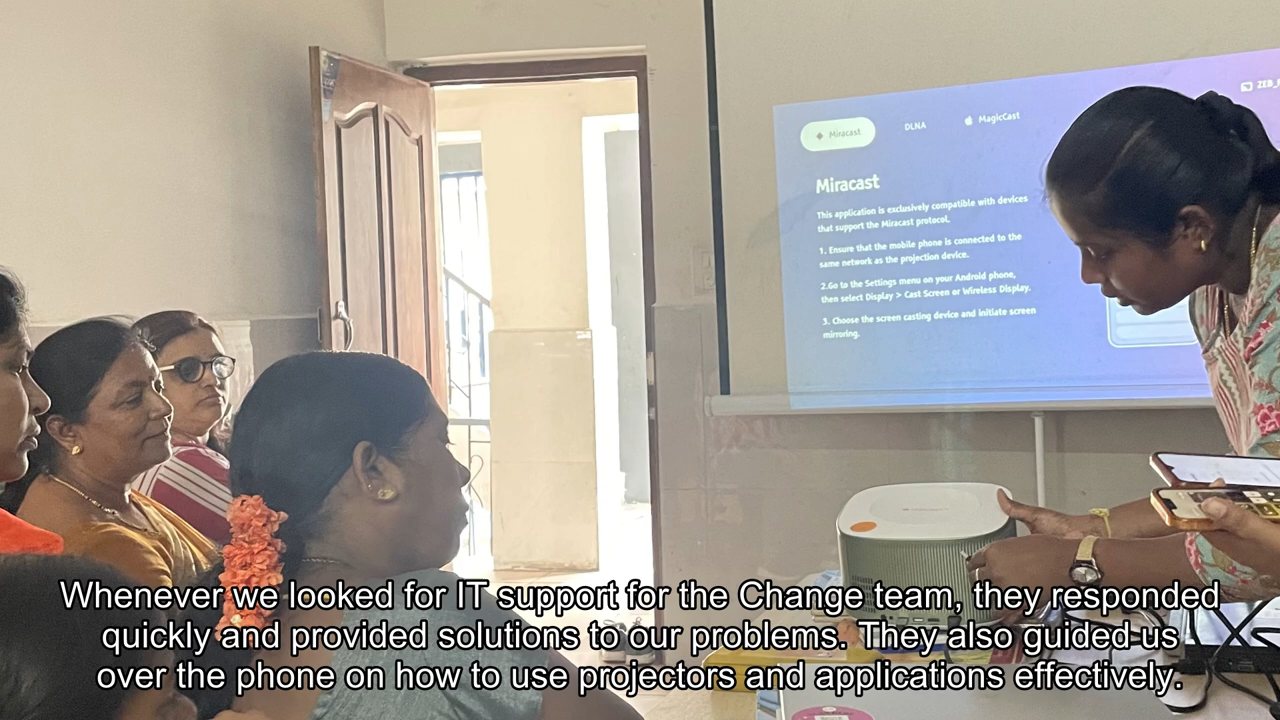 ZEB_
Miracast DLNA MagicCast
Miracast
This application is exclusively compatible with devices
that support the Miracast protocol.
1. Ensure that the mobile phone is connected to the
same network as the projection device.
2.Go to the Settings menu on your Android phone,
then select Display > Cast Screen or Wireless Display.
3. Choose the screen casting device and initiate screen
mirroring.
Whenever we looked for IT support for the Change team, they responded
quickly and provided solutions to our problems. They also guided us
over the phone on how to use projectors and applications effectively.